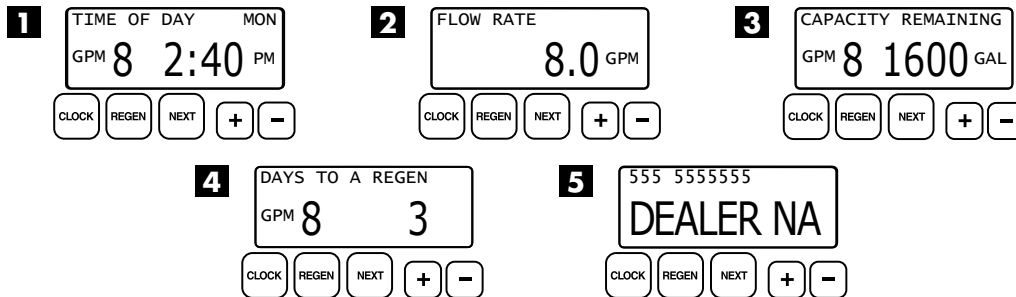 1
TIME OF DAY MON
GPM 8 2:40 PM
CLOCK REGEN NEXT + −
2
FLOW RATE
8.0 GPM
CLOCK REGEN NEXT + −
3
CAPACITY REMAINING
GPM 8 1600 GAL
CLOCK REGEN NEXT + −
4
DAYS TO A REGEN
GPM 8 3
CLOCK REGEN NEXT + −
5
555 5555555
DEALER NA
CLOCK REGEN NEXT + −